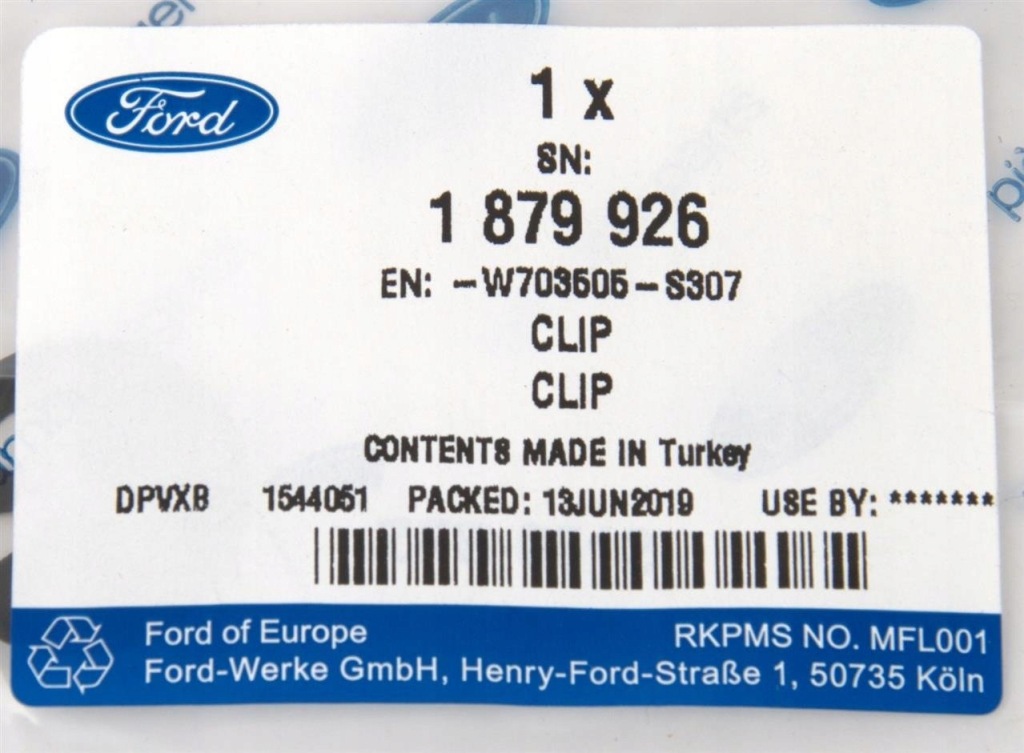 Ford
1 x
SN:
1 879 926
EN: -W703505-S307
CLIP
CLIP
CONTENTS MADE IN Turkey
DPVXB 1544051 PACKED: 13JUN2019 USE BY: *******
Ford of Europe RKPMS NO. MFL001
Ford-Werke GmbH, Henry-Ford-Straße 1, 50735 Köln